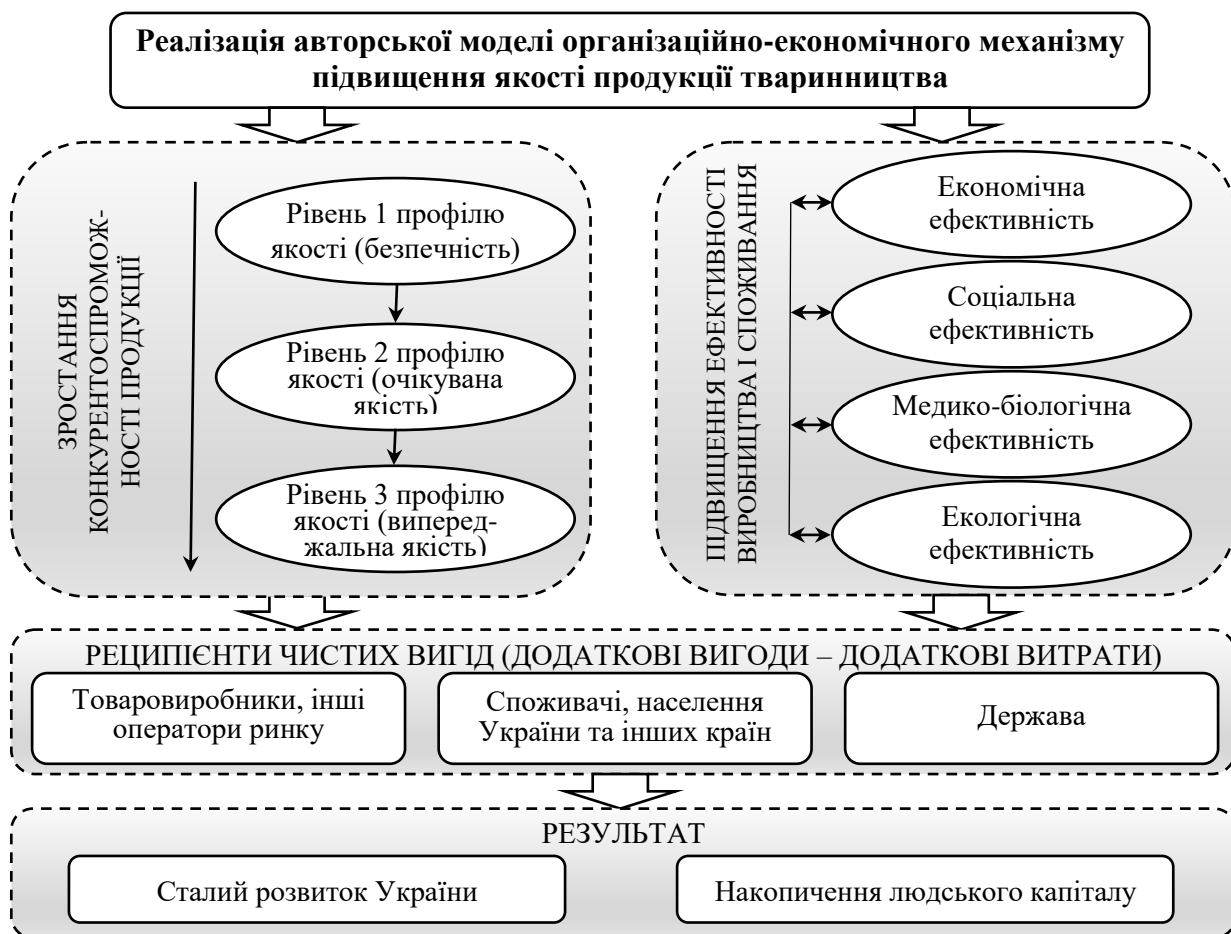 Реалізація авторської моделі організаційно-економічного механізму
підвищення якості продукції тваринництва
ЗРОСТАННЯ
КОНКУРЕНТОСПРОМОЖ-
НОСТІ ПРОДУКЦІЇ
Рівень 1 профілю
якості (безпечність)
Рівень 2 профілю
якості (очікувана
якість)
Рівень 3 профілю
якості (виперед-
жальна якість)
ПІДВИЩЕННЯ ЕФЕКТИВНОСТІ
ВИРОБНИЦТВА І СПОЖИВАННЯ
Економічна
ефективність
Соціальна
ефективність
Медико-біологічна
ефективність
Екологічна
ефективність
РЕЦИПІЄНТИ ЧИСТИХ ВИГІД (ДОДАТКОВІ ВИГОДИ – ДОДАТКОВІ ВИТРАТИ)
Товаровиробники, інші
оператори ринку
Споживачі, населення
України та інших країн
Держава
РЕЗУЛЬТАТ
Сталий розвиток України
Накопичення людського капіталу